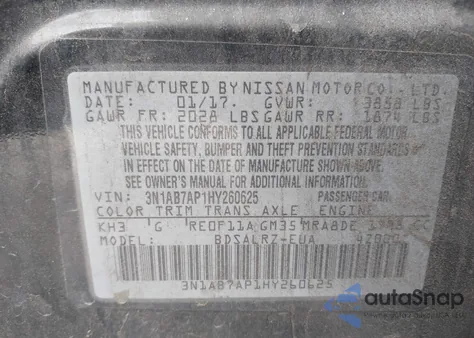 MANUFACTURED BY NISSAN MOTOR CO., LTD.
DATE: 01/17. GVWR: 3858 LBS
GAWR FR: 2028 LBS GAWR RR: 1874 LBS
THIS VEHICLE CONFORMS TO ALL APPLICABLE FEDERAL MOTOR
VEHICLE SAFETY, BUMPER AND THEFT PREVENTION STANDARDS
IN EFFECT ON THE DATE OF MANUFACTURE SHOWN ABOVE.
SEE OWNER'S MANUAL FOR ADDITIONAL INFORMATION.
VIN: 3N1AB7AP1HY260625 PASSENGER CAR
COLOR TRIM TRANS AXLE ENGINE
KH3 G RE0F11A GM35 MRA8DE
MODEL: BDSALRZ-EUA
3N1AB7AP1HY260625
autoSnap